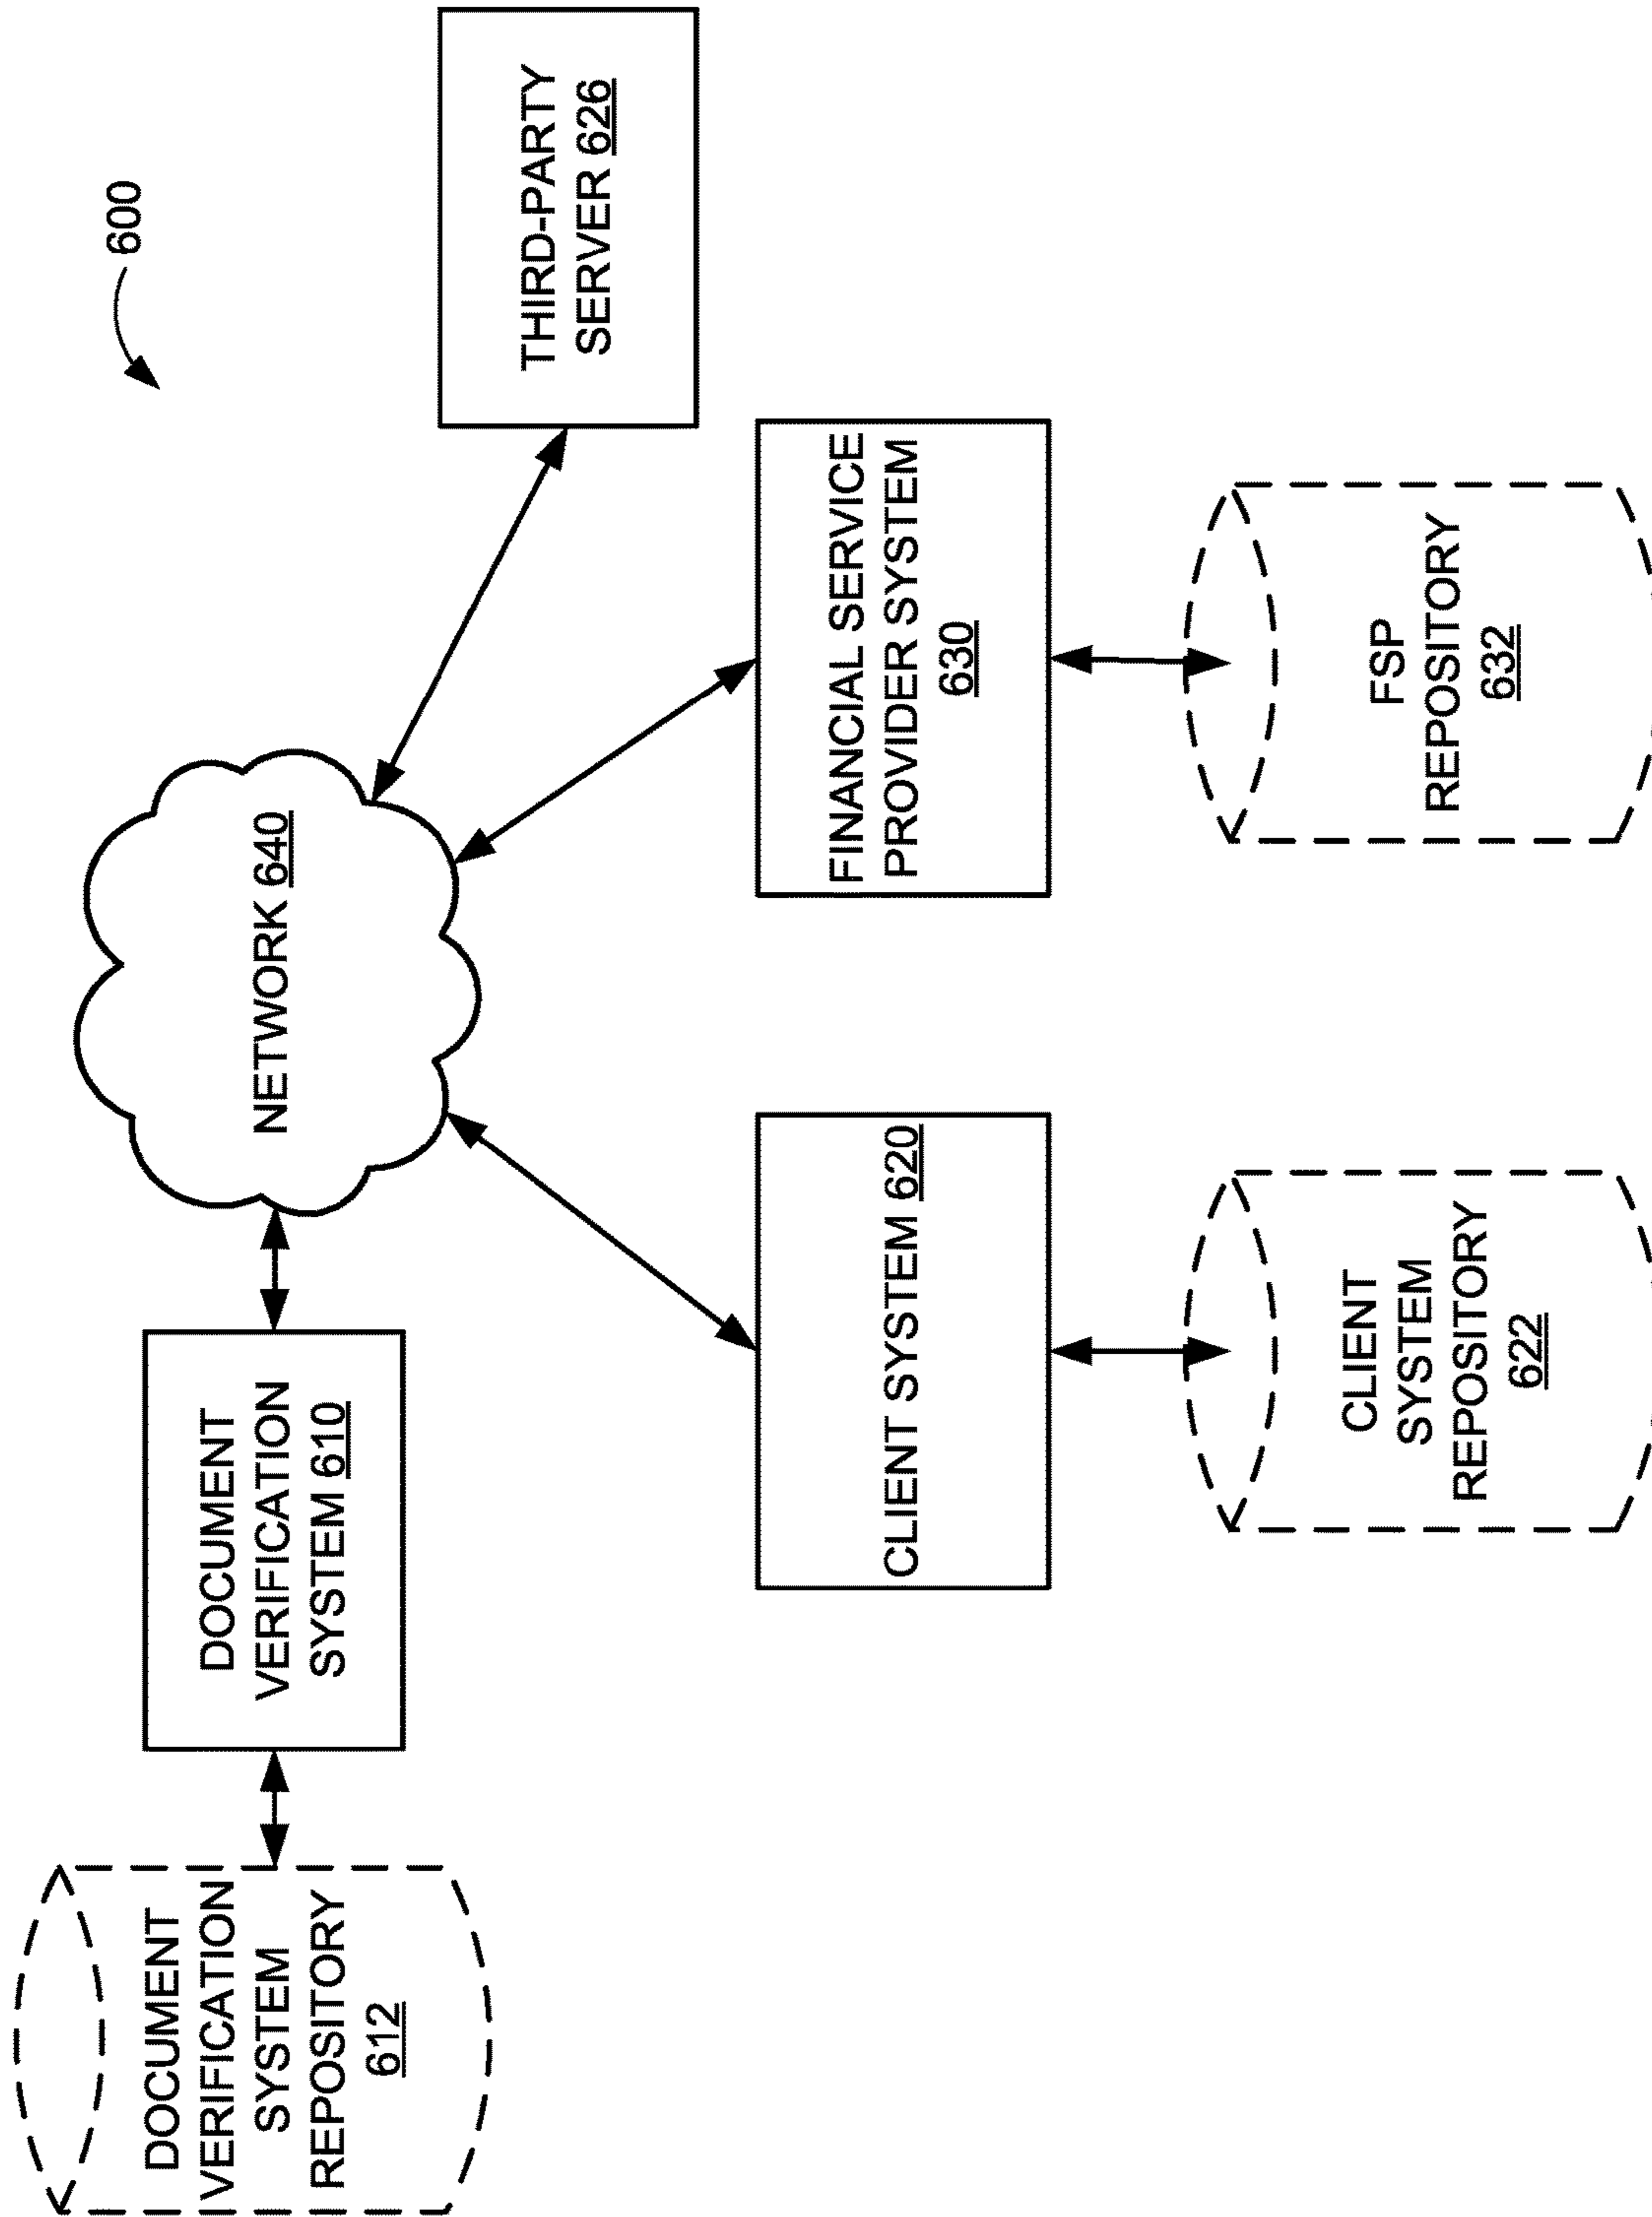 600
NETWORK 640
DOCUMENT
VERIFICATION
SYSTEM
REPOSITORY
612
DOCUMENT
VERIFICATION
SYSTEM 610
THIRD-PARTY
SERVER 626
CLIENT SYSTEM 620
FINANCIAL SERVICE
PROVIDER SYSTEM
630
CLIENT
SYSTEM
REPOSITORY
622
FSP
REPOSITORY
632